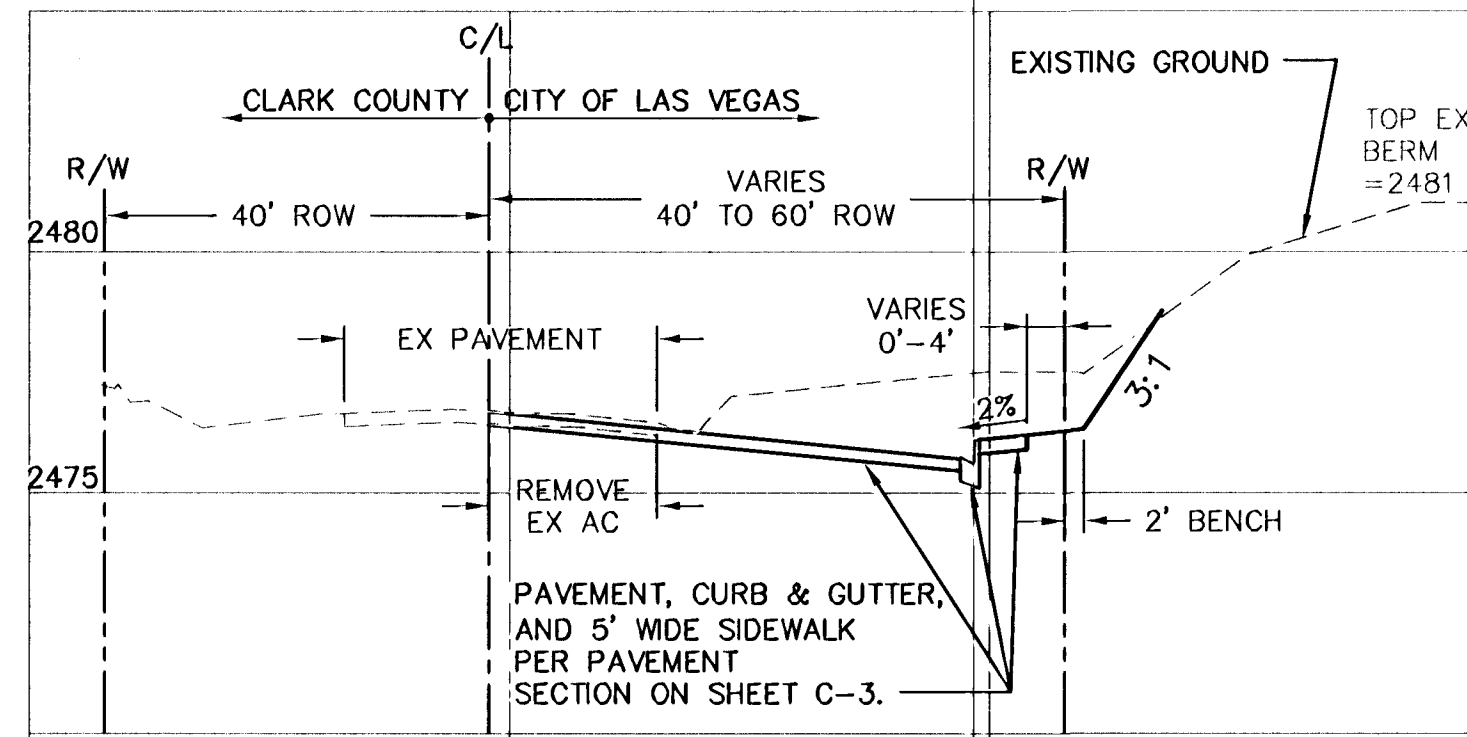 C/L
EXISTING GROUND
CLARK COUNTY CITY OF LAS VEGAS
TOP EX
BERM
=2481
R/W
VARIES
R/W
40' ROW
40' TO 60' ROW
2480
VARIES
0'-4'
EX PAVEMENT
3:1
2%
2475
REMOVE
EX AC
2' BENCH
PAVEMENT, CURB & GUTTER,
AND 5' WIDE SIDEWALK
PER PAVEMENT
SECTION ON SHEET C-3.